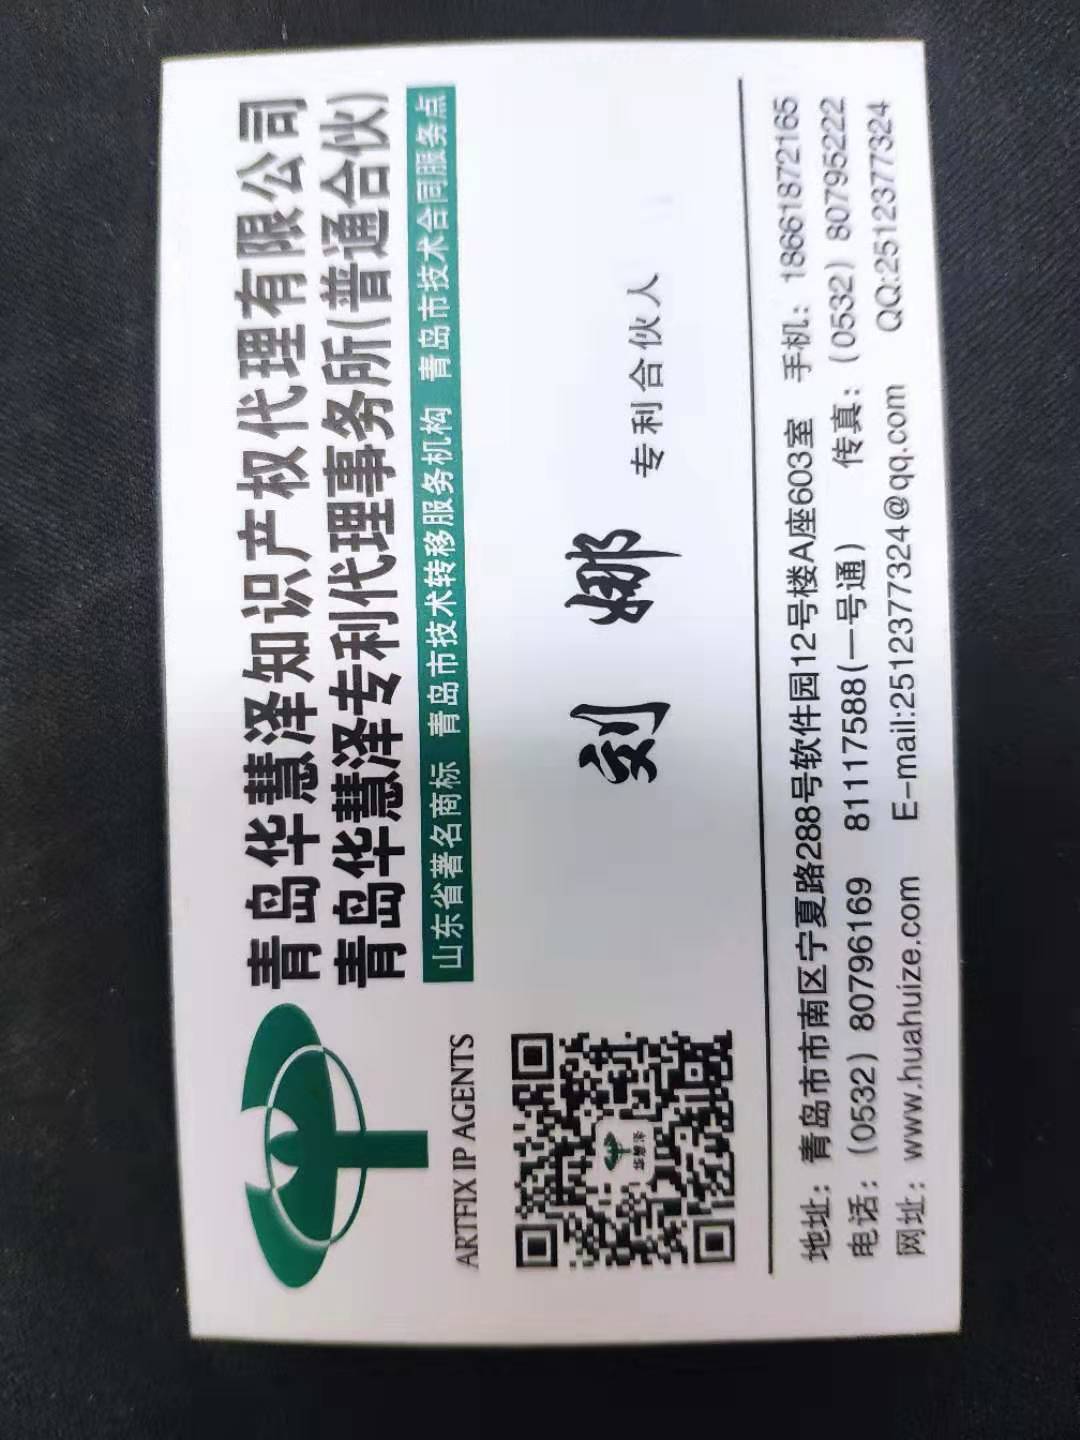 青岛华慧泽知识产权代理有限公司
青岛华慧泽专利代理事务所(普通合伙)
山东省著名商标 青岛市技术转移服务机构 青岛市技术合同服务点
ARTFIX IP AGENTS
华慧泽
刘 娜 专利合伙人
地址：青岛市市南区宁夏路288号软件园12号楼A座603室 手机：18661872165
电话：(0532) 80796169 81117588(一号通) 传真：(0532) 80795222
网址：www.huahuize.com E-mail:2512377324@qq.com QQ:2512377324